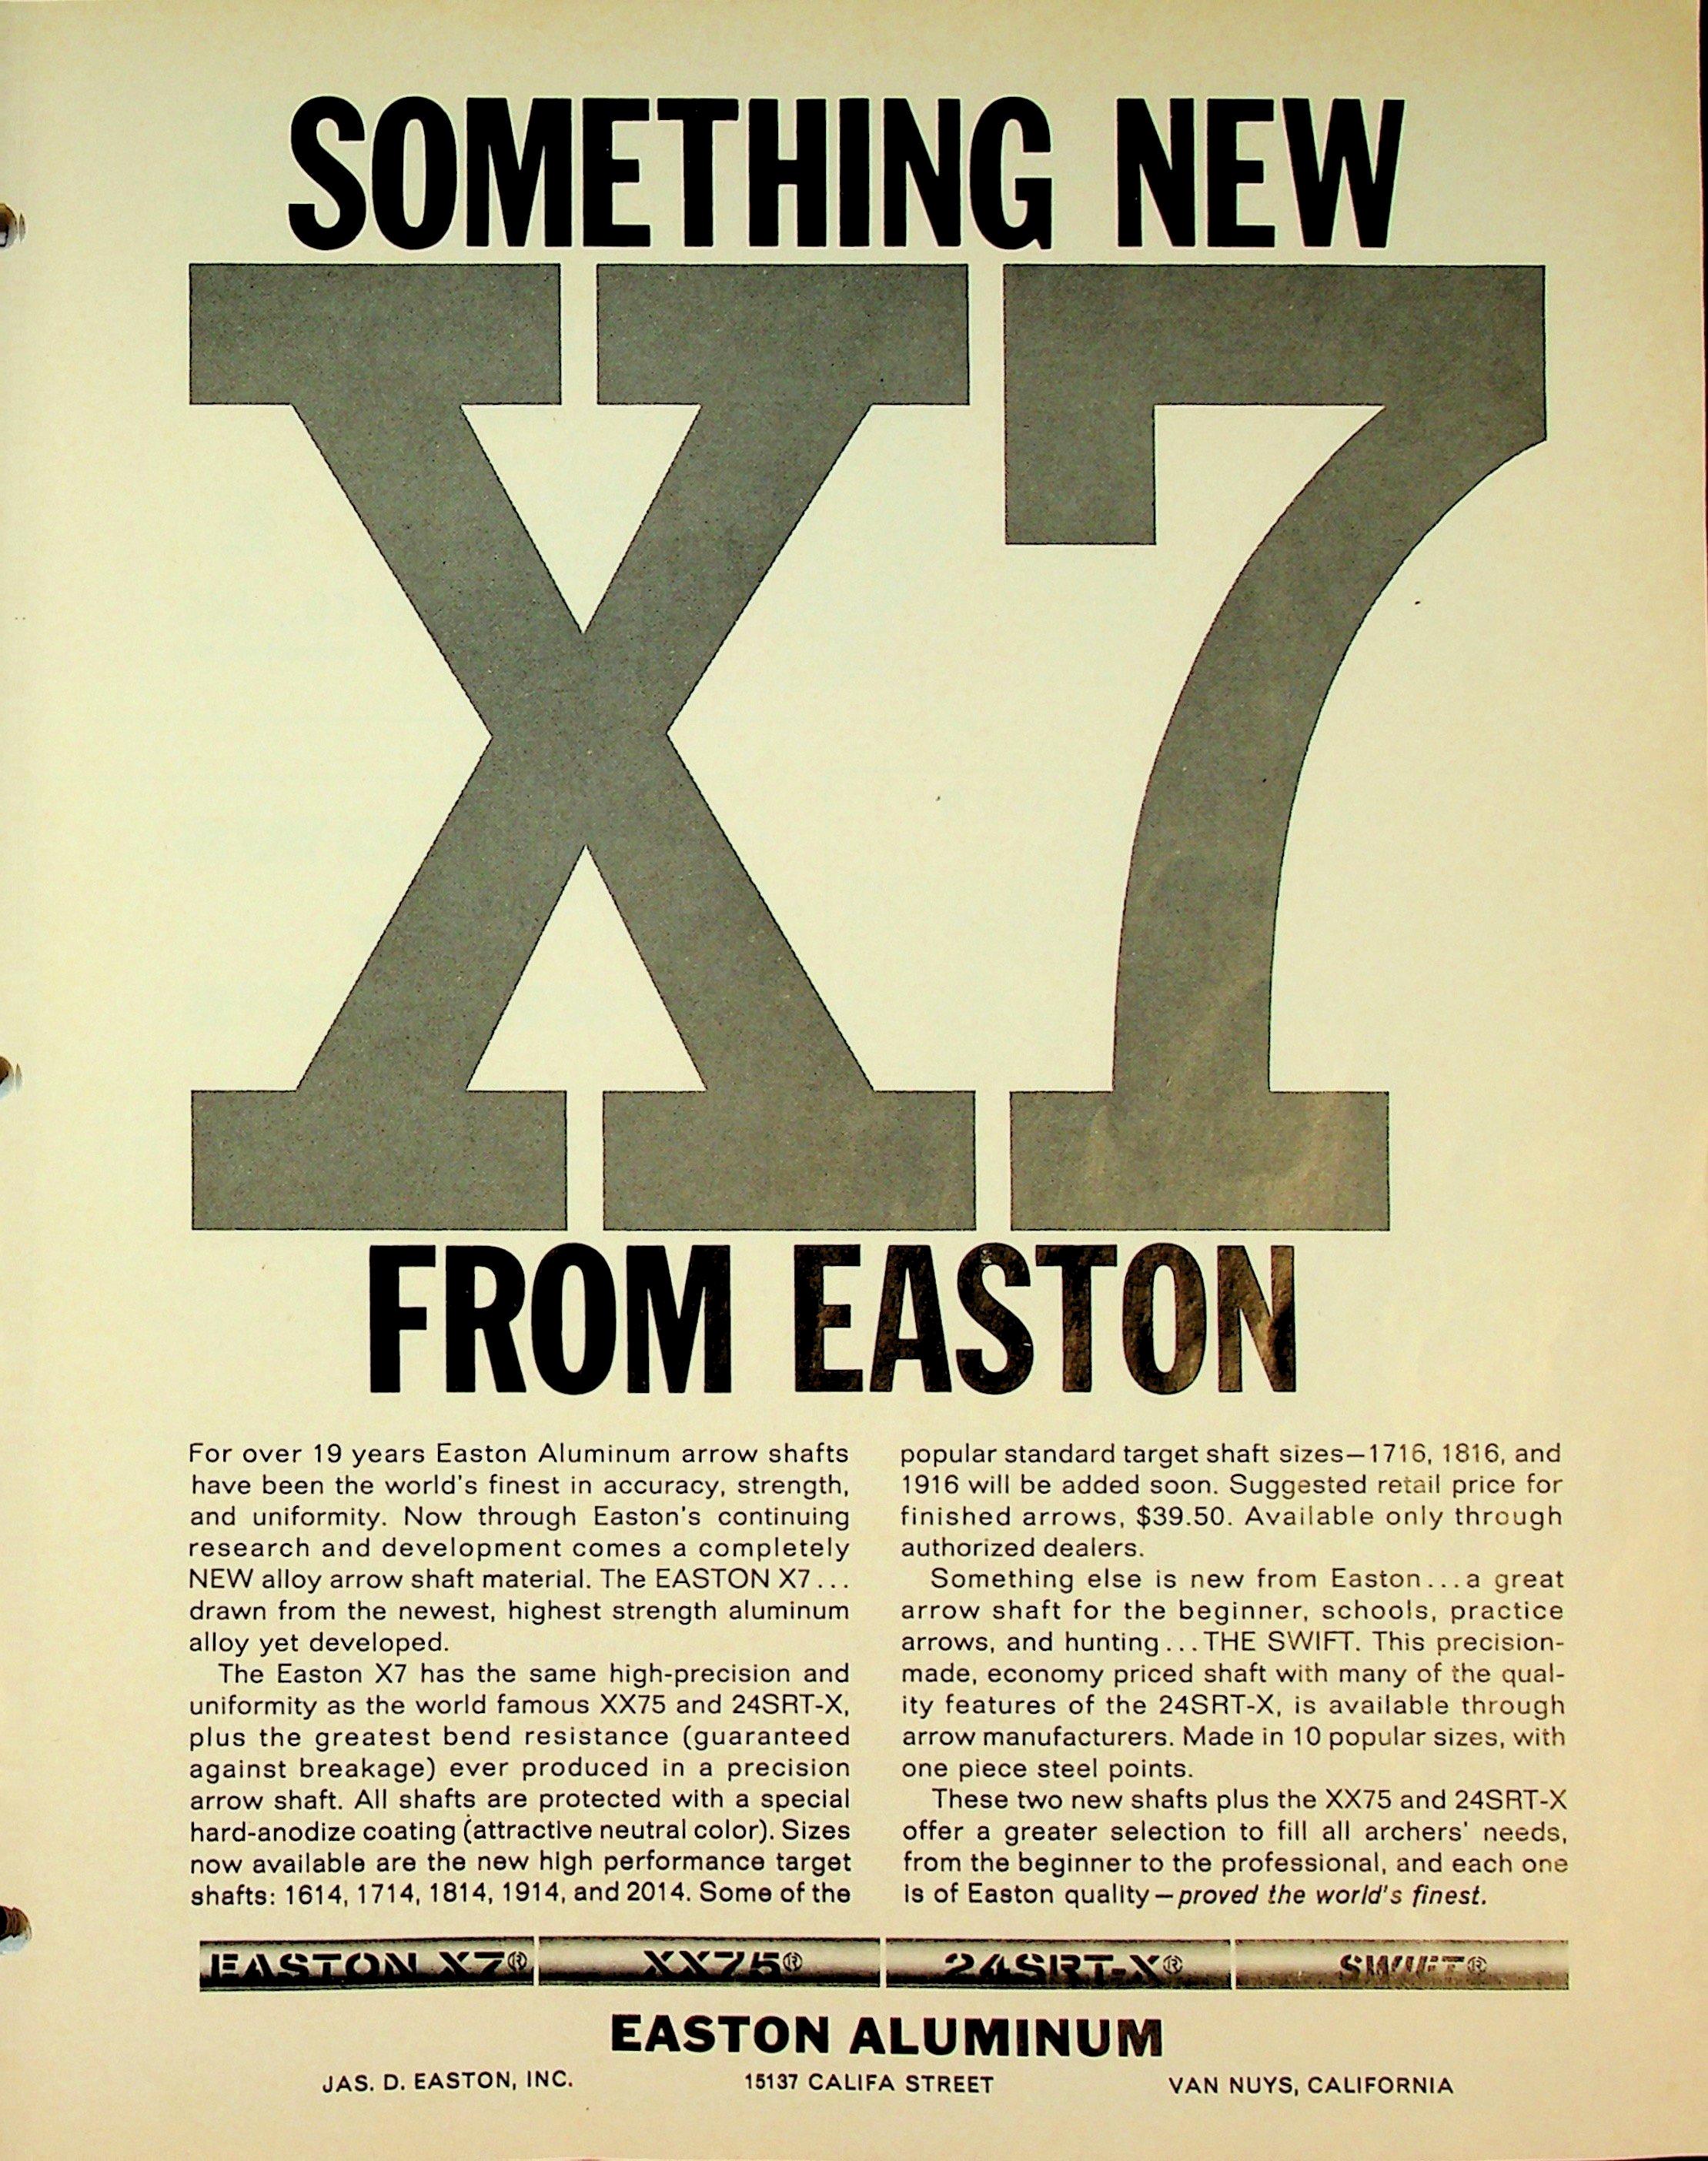 SOMETHING NEW
X7
FROM EASTON
For over 19 years Easton Aluminum arrow shafts
have been the world's finest in accuracy, strength,
and uniformity. Now through Easton's continuing
research and development comes a completely
NEW alloy arrow shaft material. The EASTON X7...
drawn from the newest, highest strength aluminum
alloy yet developed.
The Easton X7 has the same high-precision and
uniformity as the world famous XX75 and 24SRT-X,
plus the greatest bend resistance (guaranteed
against breakage) ever produced in a precision
arrow shaft. All shafts are protected with a special
hard-anodize coating (attractive neutral color). Sizes
now available are the new high performance target
shafts: 1614, 1714, 1814, 1914, and 2014. Some of the
popular standard target shaft sizes—1716, 1816, and
1916 will be added soon. Suggested retail price for
finished arrows, $39.50. Available only through
authorized dealers.
Something else is new from Easton...a great
arrow shaft for the beginner, schools, practice
arrows, and hunting...THE SWIFT. This precision-
made, economy priced shaft with many of the qual-
ity features of the 24SRT-X, is available through
arrow manufacturers. Made in 10 popular sizes, with
one piece steel points.
These two new shafts plus the XX75 and 24SRT-X
offer a greater selection to fill all archers' needs,
from the beginner to the professional, and each one
is of Easton quality—proved the world's finest.
EASTON X7® XX75® 24SRT-X® SWIFT®
EASTON ALUMINUM
JAS. D. EASTON, INC. 15137 CALIFA STREET VAN NUYS, CALIFORNIA